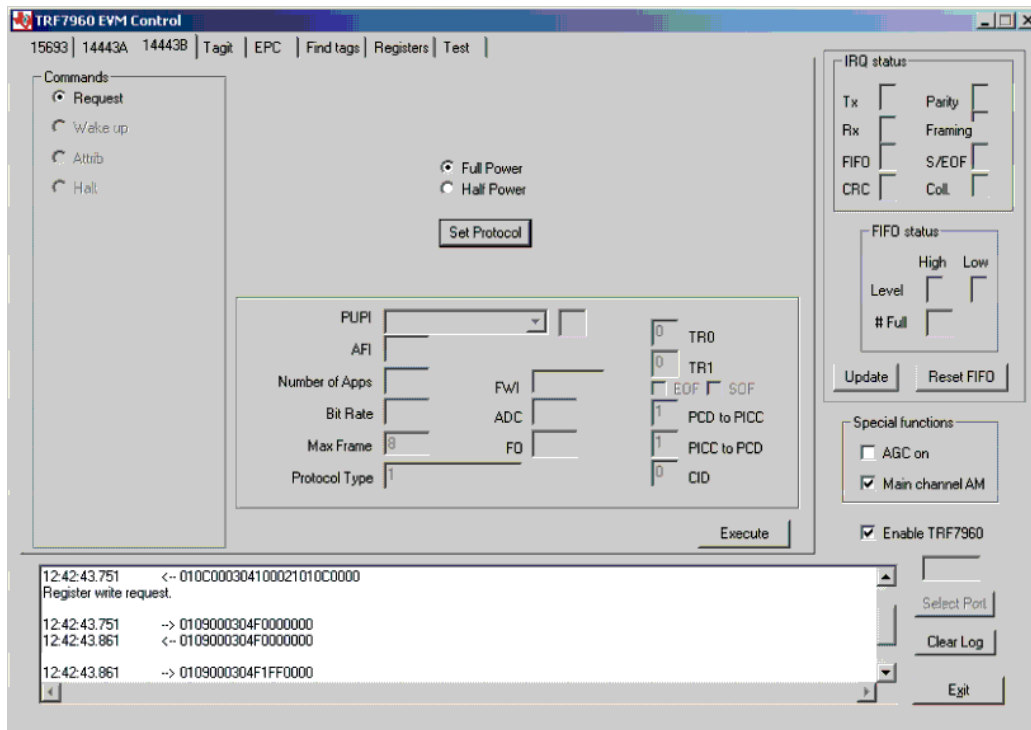 TRF7960 EVM Control
15693 14443A 14443B Tagit EPC Find tags Registers Test
Commands
Request
Wake up
Attrib
Halt
Full Power
Half Power
Set Protocol
PUPI
AFI
Number of Apps
Bit Rate
Max Frame 8
Protocol Type 1
FWI
ADC
FO
0 TR0
0 TR1
EOF SOF
1 PCD to PICC
1 PICC to PCD
0 CID
Execute
IRQ status
Tx Parity
Rx Framing
FIFO S/EOF
CRC Coll.
FIFO status
High Low
Level
# Full
Update Reset FIFO
Special functions
AGC on
Main channel AM
Enable TRF7960
Select Port
Clear Log
Exit
12:42:43.751 <-- 010C000304100021010C0000
Register write request.
12:42:43.751 --> 0109000304F0000000
12:42:43.861 <-- 0109000304F0000000
12:42:43.861 --> 0109000304F1FF0000